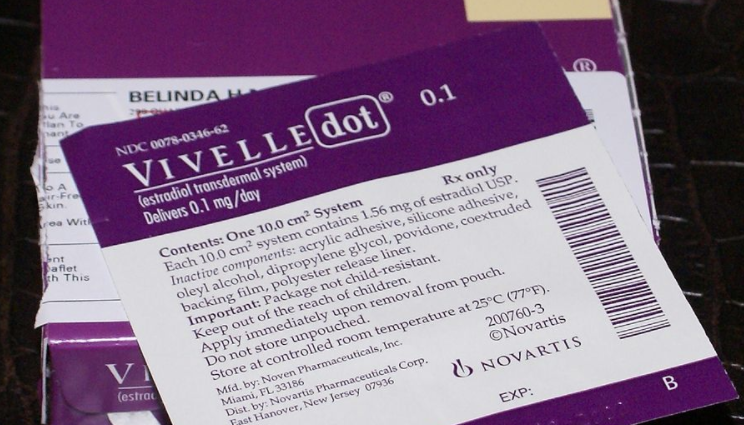 BELINDA H
®
NDC 0078-0346-62
VIVELLE dot® 0.1
(estradiol transdermal system)
Delivers 0.1 mg/day
Rx only
Contents: One 10.0 cm² System
Each 10.0 cm² system contains 1.56 mg of estradiol USP.
Inactive components: acrylic adhesive, silicone adhesive,
oleyl alcohol, dipropylene glycol, povidone, coextruded
backing film, polyester release liner.
Important: Package not child-resistant.
Keep out of the reach of children.
Apply immediately upon removal from pouch.
Do not store unpouched.
Store at controlled room temperature at 25°C (77°F).
Mfd. by: Noven Pharmaceuticals, Inc.
Miami, FL 33186
Dist. by: Novartis Pharmaceuticals Corp,
East Hanover, New Jersey 07936
200760-3
©Novartis
NOVARTIS
EXP:
B